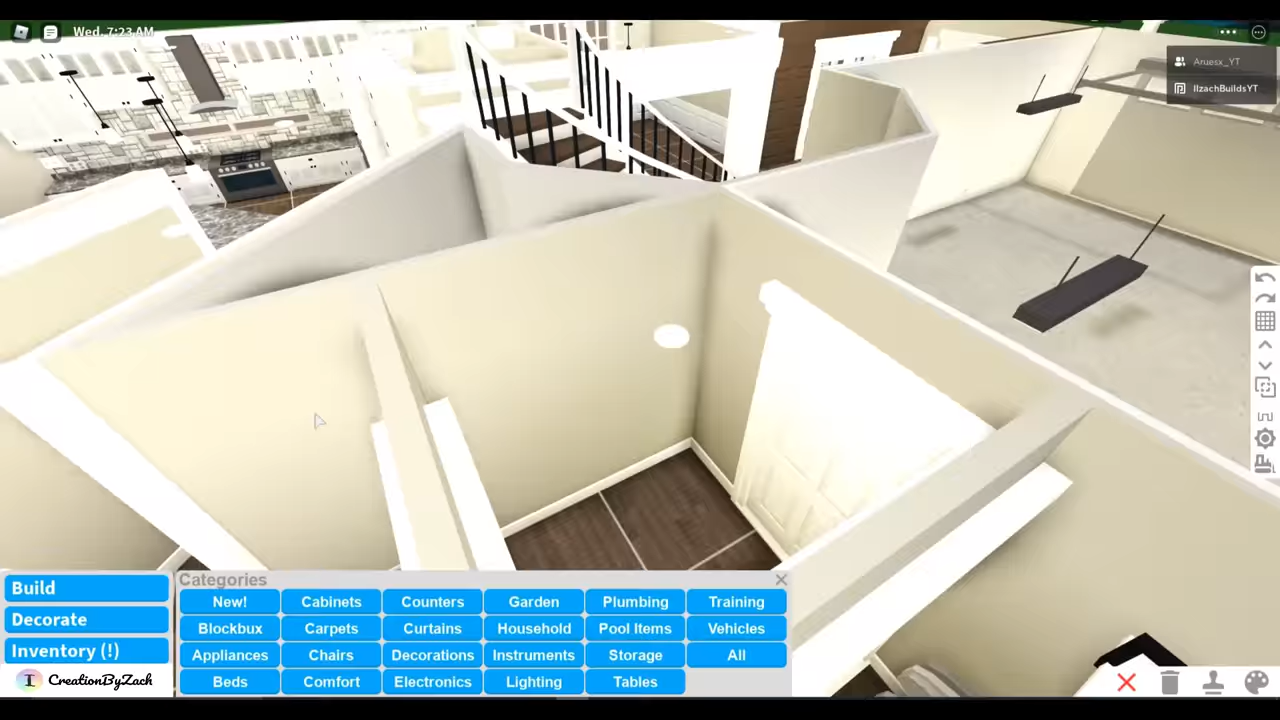 Wed. 7:23 AM
Aruesx_YT
IlzachBuildsYT
Build
Decorate
Inventory (!)
CreationByZach
Categories
New! Cabinets Counters Garden Plumbing Training
Blockbux Carpets Curtains Household Pool Items Vehicles
Appliances Chairs Decorations Instruments Storage All
Beds Comfort Electronics Lighting Tables